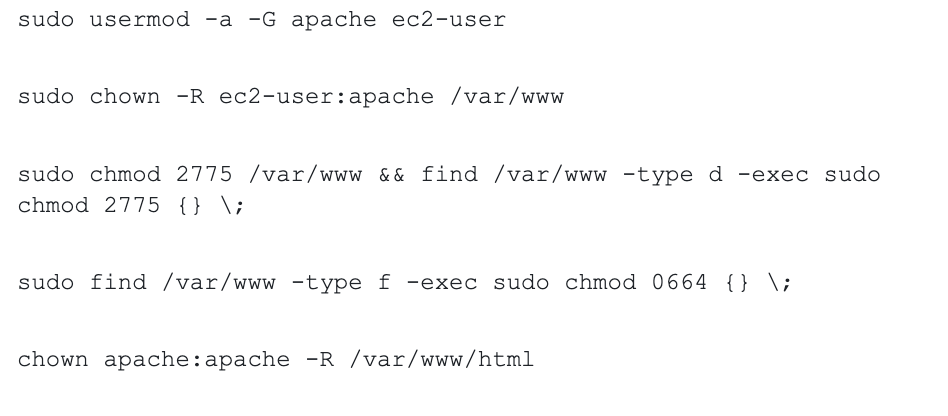 sudo usermod -a -G apache ec2-user
sudo chown -R ec2-user:apache /var/www
sudo chmod 2775 /var/www && find /var/www -type d -exec sudo
chmod 2775 {} \;
sudo find /var/www -type f -exec sudo chmod 0664 {} \;
chown apache:apache -R /var/www/html